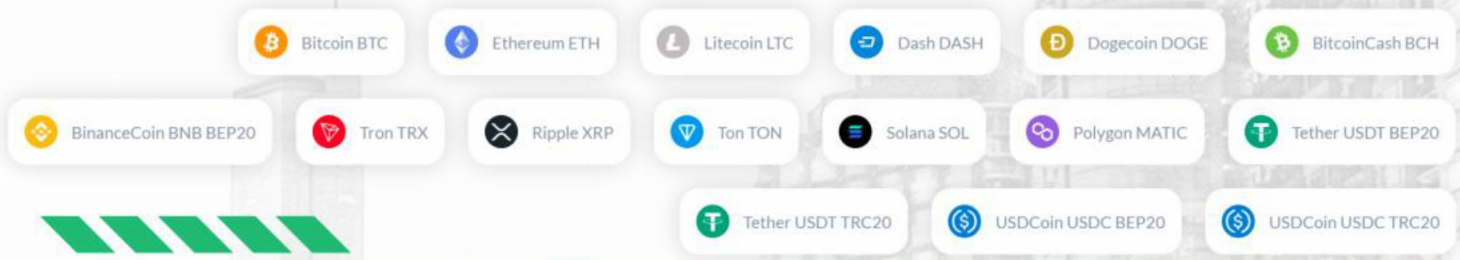 Bitcoin BTC Ethereum ETH Litecoin LTC Dash DASH Dogecoin DOGE BitcoinCash BCH
BinanceCoin BNB BEP20 Tron TRX Ripple XRP Ton TON Solana SOL Polygon MATIC Tether USDT BEP20
Tether USDT TRC20 USDCoin USDC BEP20 USDCoin USDC TRC20